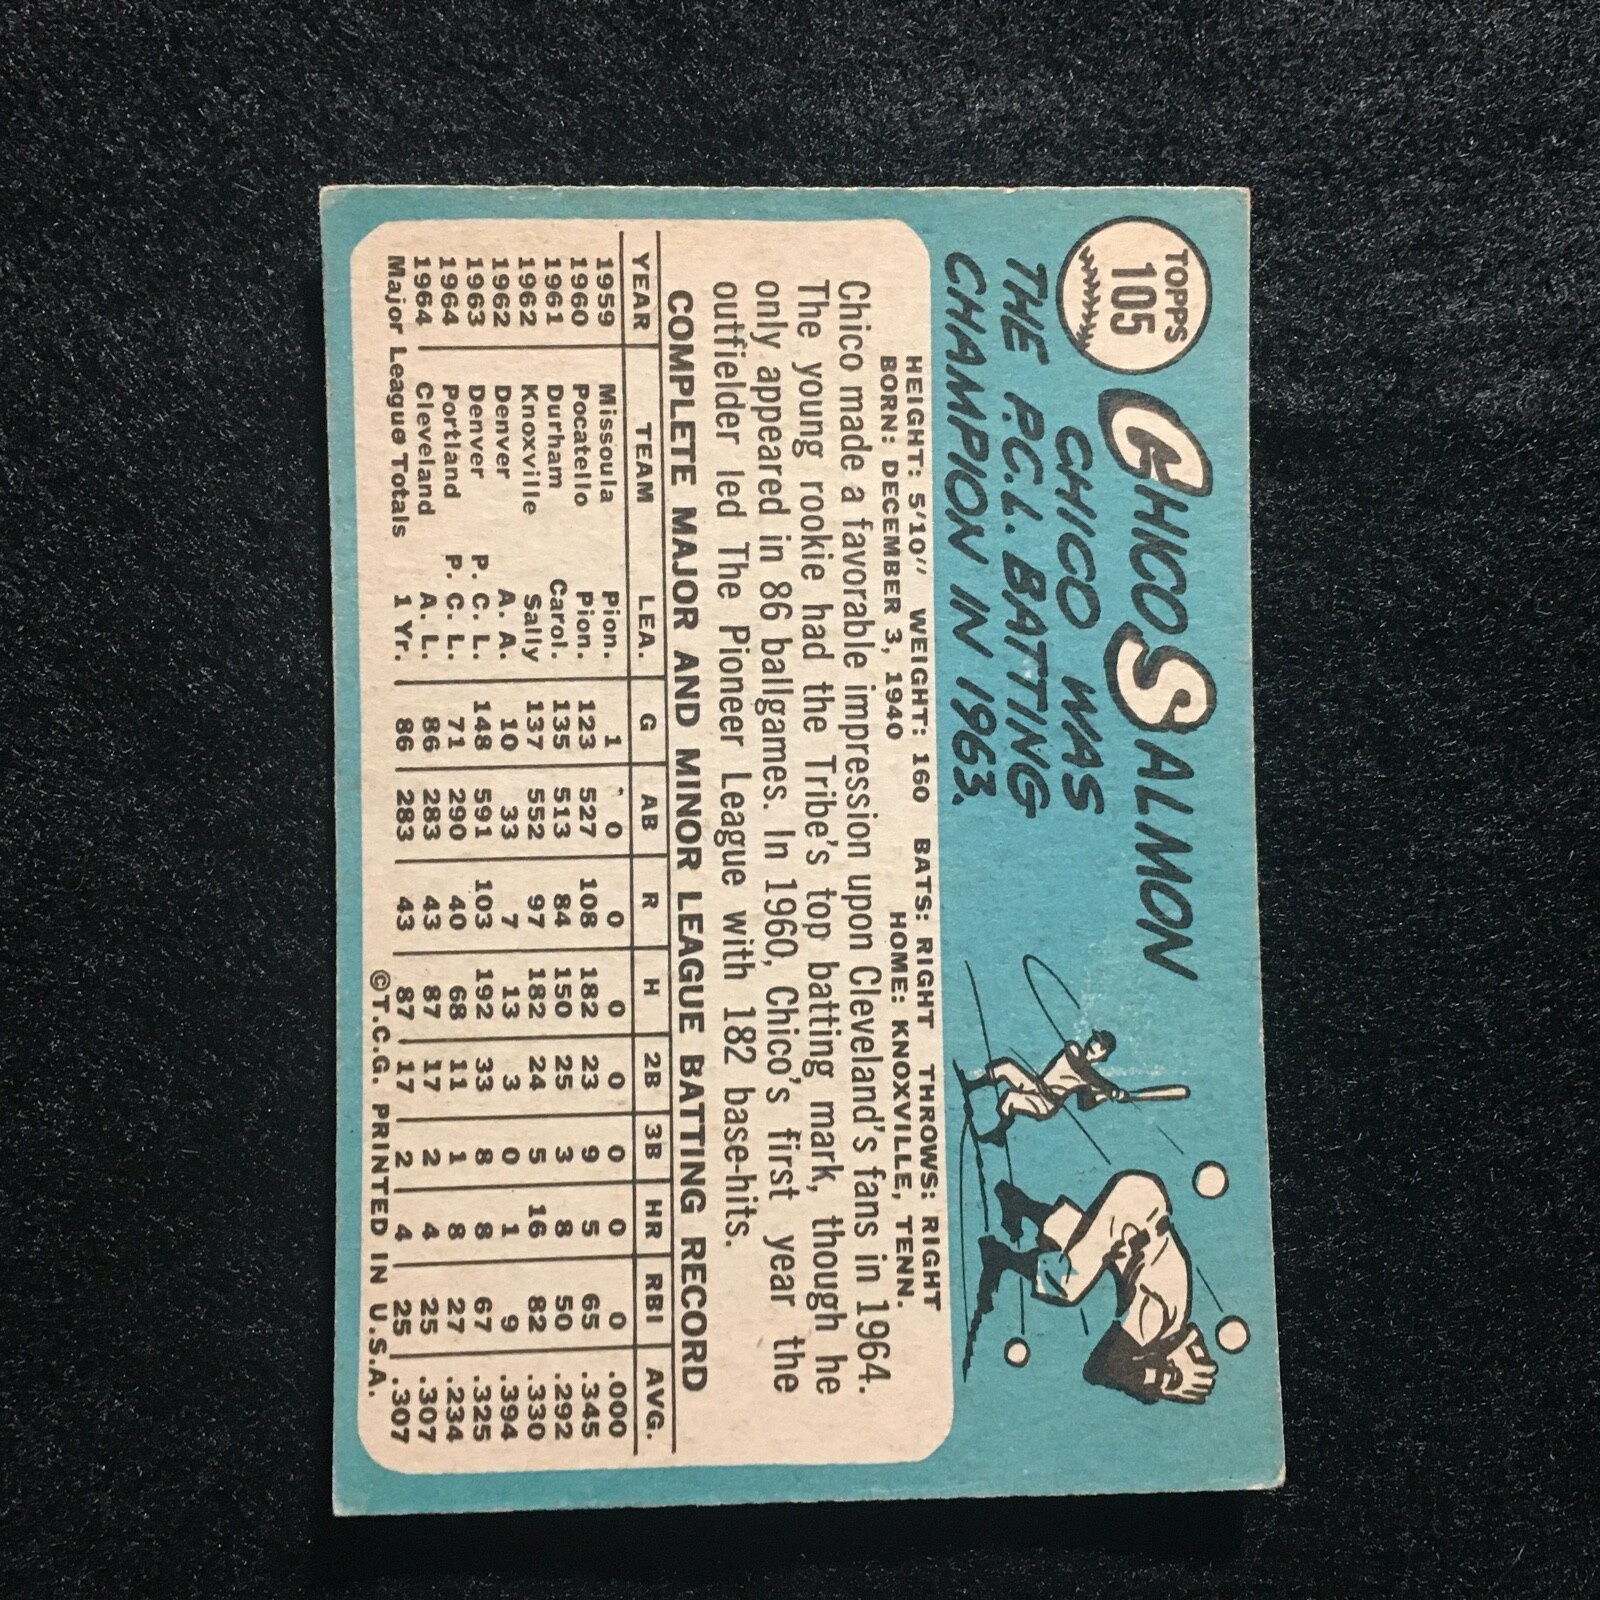 TOPPS
105
CHICO SALMON
CHICO WAS
THE P.C.L. BATTING
CHAMPION IN 1963.
HEIGHT: 5'10" WEIGHT: 160 BATS: RIGHT THROWS: RIGHT
BORN: DECEMBER 3, 1940 HOME: KNOXVILLE, TENN.
Chico made a favorable impression upon Cleveland's fans in 1964.
The young rookie had the Tribe's top batting mark, though he
only appeared in 86 ballgames. In 1960, Chico's first year the
outfielder led The Pioneer League with 182 base-hits.
COMPLETE MAJOR AND MINOR LEAGUE BATTING RECORD
YEAR TEAM LEA. G AB R H 2B 3B HR RBI AVG.
1959 Missoula Pion. 1 0 0 0 0 0 0 0 .000
1960 Pocatello Pion. 123 527 108 182 23 9 5 65 .345
1961 Durham Carol. 135 513 84 150 25 3 8 50 .292
1962 Knoxville Sally 137 552 97 182 24 5 16 82 .330
1962 Denver A. A. 10 33 7 13 3 0 1 9 .394
1963 Denver P. C. L. 148 591 103 192 33 8 8 67 .325
1964 Portland P. C. L. 71 290 40 68 11 1 8 27 .234
1964 Cleveland A. L. 86 283 43 87 17 2 4 25 .307
Major League Totals 1 Yr. 86 283 43 87 17 2 4 25 .307
©T.C.G. PRINTED IN U.S.A.